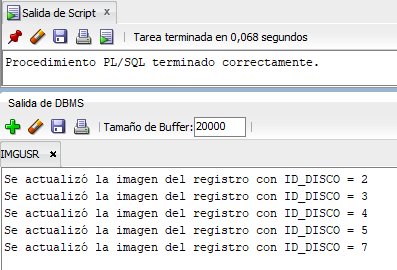 Salida de Script x
Tarea terminada en 0,068 segundos
Procedimiento PL/SQL terminado correctamente.
Salida de DBMS
Tamaño de Buffer: 20000
IMGUSR x
Se actualizó la imagen del registro con ID_DISCO = 2
Se actualizó la imagen del registro con ID_DISCO = 3
Se actualizó la imagen del registro con ID_DISCO = 4
Se actualizó la imagen del registro con ID_DISCO = 5
Se actualizó la imagen del registro con ID_DISCO = 7